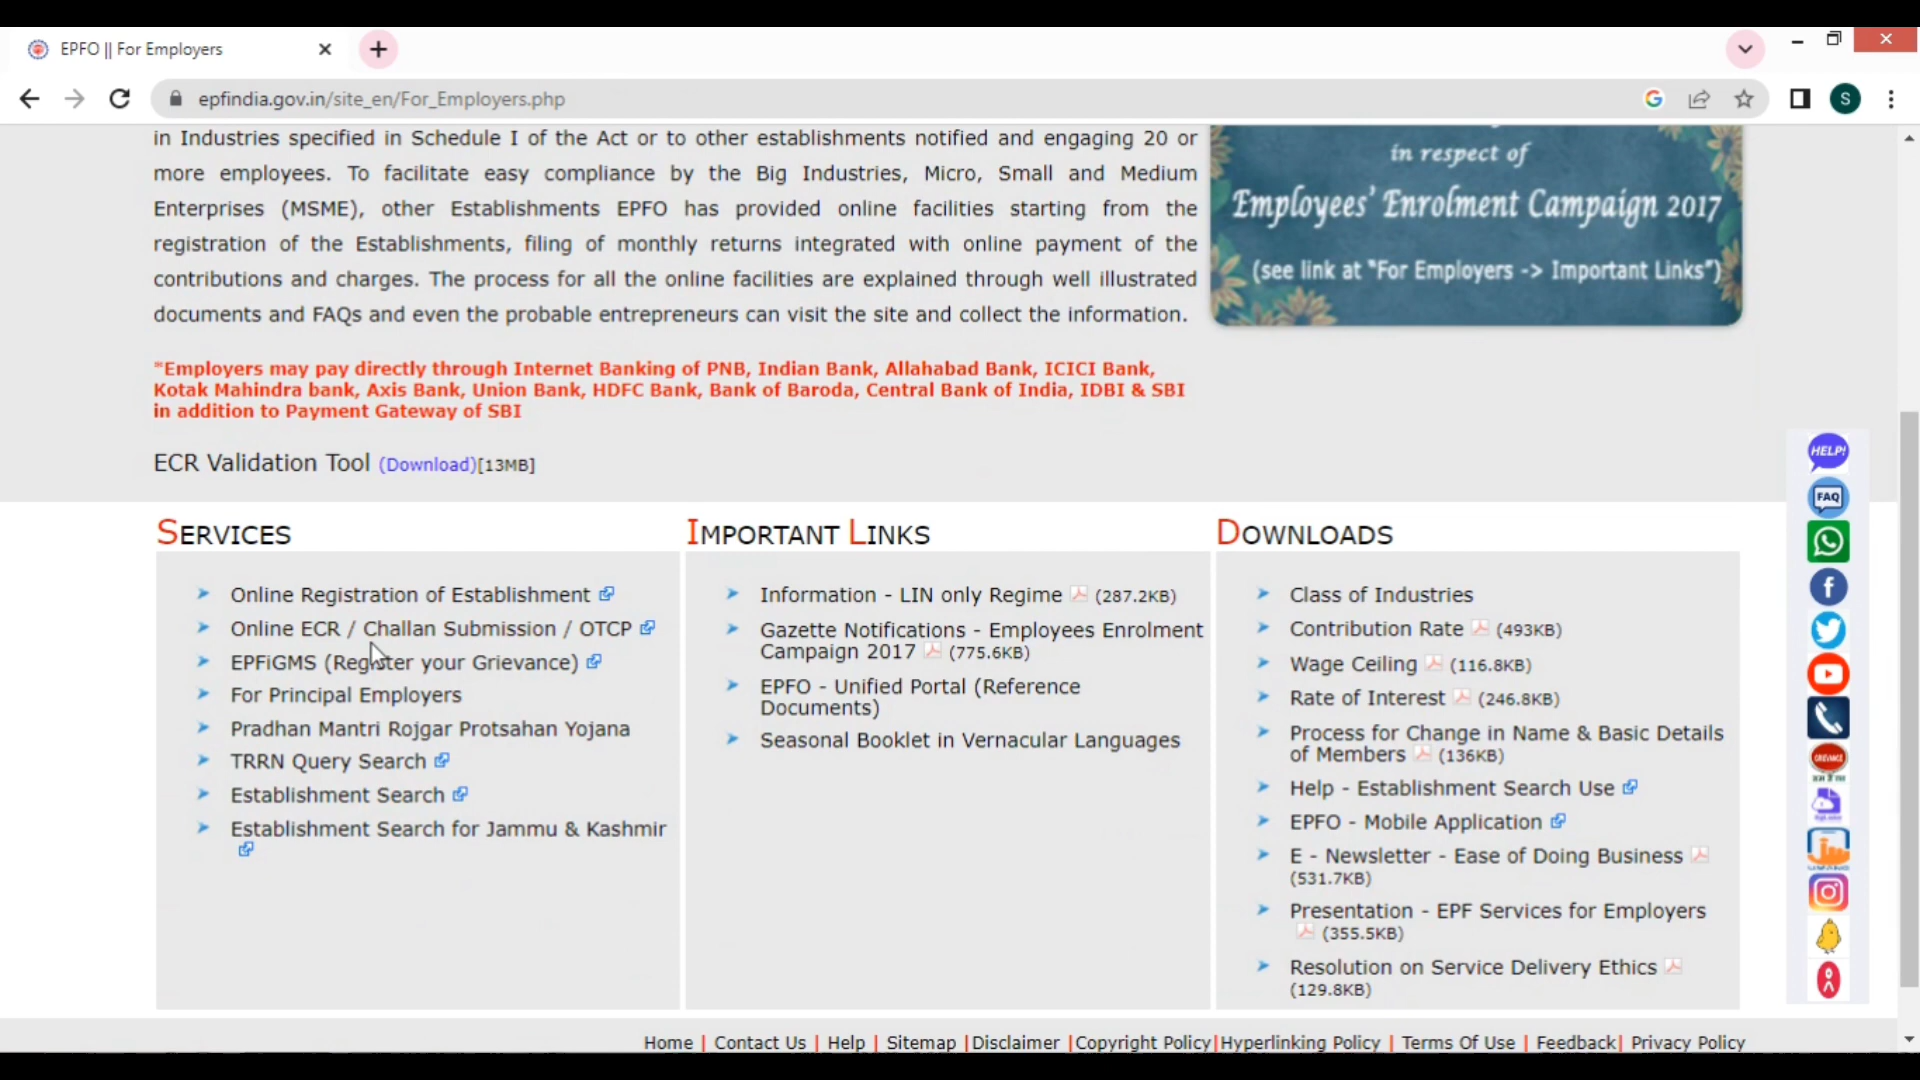 EPFO || For Employers
epfindia.gov.in/site_en/For_Employers.php
S
in Industries specified in Schedule I of the Act or to other establishments notified and engaging 20 or
more employees. To facilitate easy compliance by the Big Industries, Micro, Small and Medium
Enterprises (MSME), other Establishments EPFO has provided online facilities starting from the
registration of the Establishments, filing of monthly returns integrated with online payment of the
contributions and charges. The process for all the online facilities are explained through well illustrated
documents and FAQs and even the probable entrepreneurs can visit the site and collect the information.
in respect of
Employees' Enrolment Campaign 2017
(see link at "For Employers -> Important Links")
*Employers may pay directly through Internet Banking of PNB, Indian Bank, Allahabad Bank, ICICI Bank,
Kotak Mahindra bank, Axis Bank, Union Bank, HDFC Bank, Bank of Baroda, Central Bank of India, IDBI & SBI
in addition to Payment Gateway of SBI
ECR Validation Tool (Download)[13MB]
SERVICES
Online Registration of Establishment
Online ECR / Challan Submission / OTCP
EPFiGMS (Register your Grievance)
For Principal Employers
Pradhan Mantri Rojgar Protsahan Yojana
TRRN Query Search
Establishment Search
Establishment Search for Jammu & Kashmir
IMPORTANT LINKS
Information - LIN only Regime (287.2KB)
Gazette Notifications - Employees Enrolment
Campaign 2017 (775.6KB)
EPFO - Unified Portal (Reference
Documents)
Seasonal Booklet in Vernacular Languages
DOWNLOADS
Class of Industries
Contribution Rate (493KB)
Wage Ceiling (116.8KB)
Rate of Interest (246.8KB)
Process for Change in Name & Basic Details
of Members (136KB)
Help - Establishment Search Use
EPFO - Mobile Application
E - Newsletter - Ease of Doing Business
(531.7KB)
Presentation - EPF Services for Employers
(355.5KB)
Resolution on Service Delivery Ethics
(129.8KB)
HELP!
FAQ
Home | Contact Us | Help | Sitemap |Disclaimer |Copyright Policy|Hyperlinking Policy | Terms Of Use | Feedback| Privacy Policy